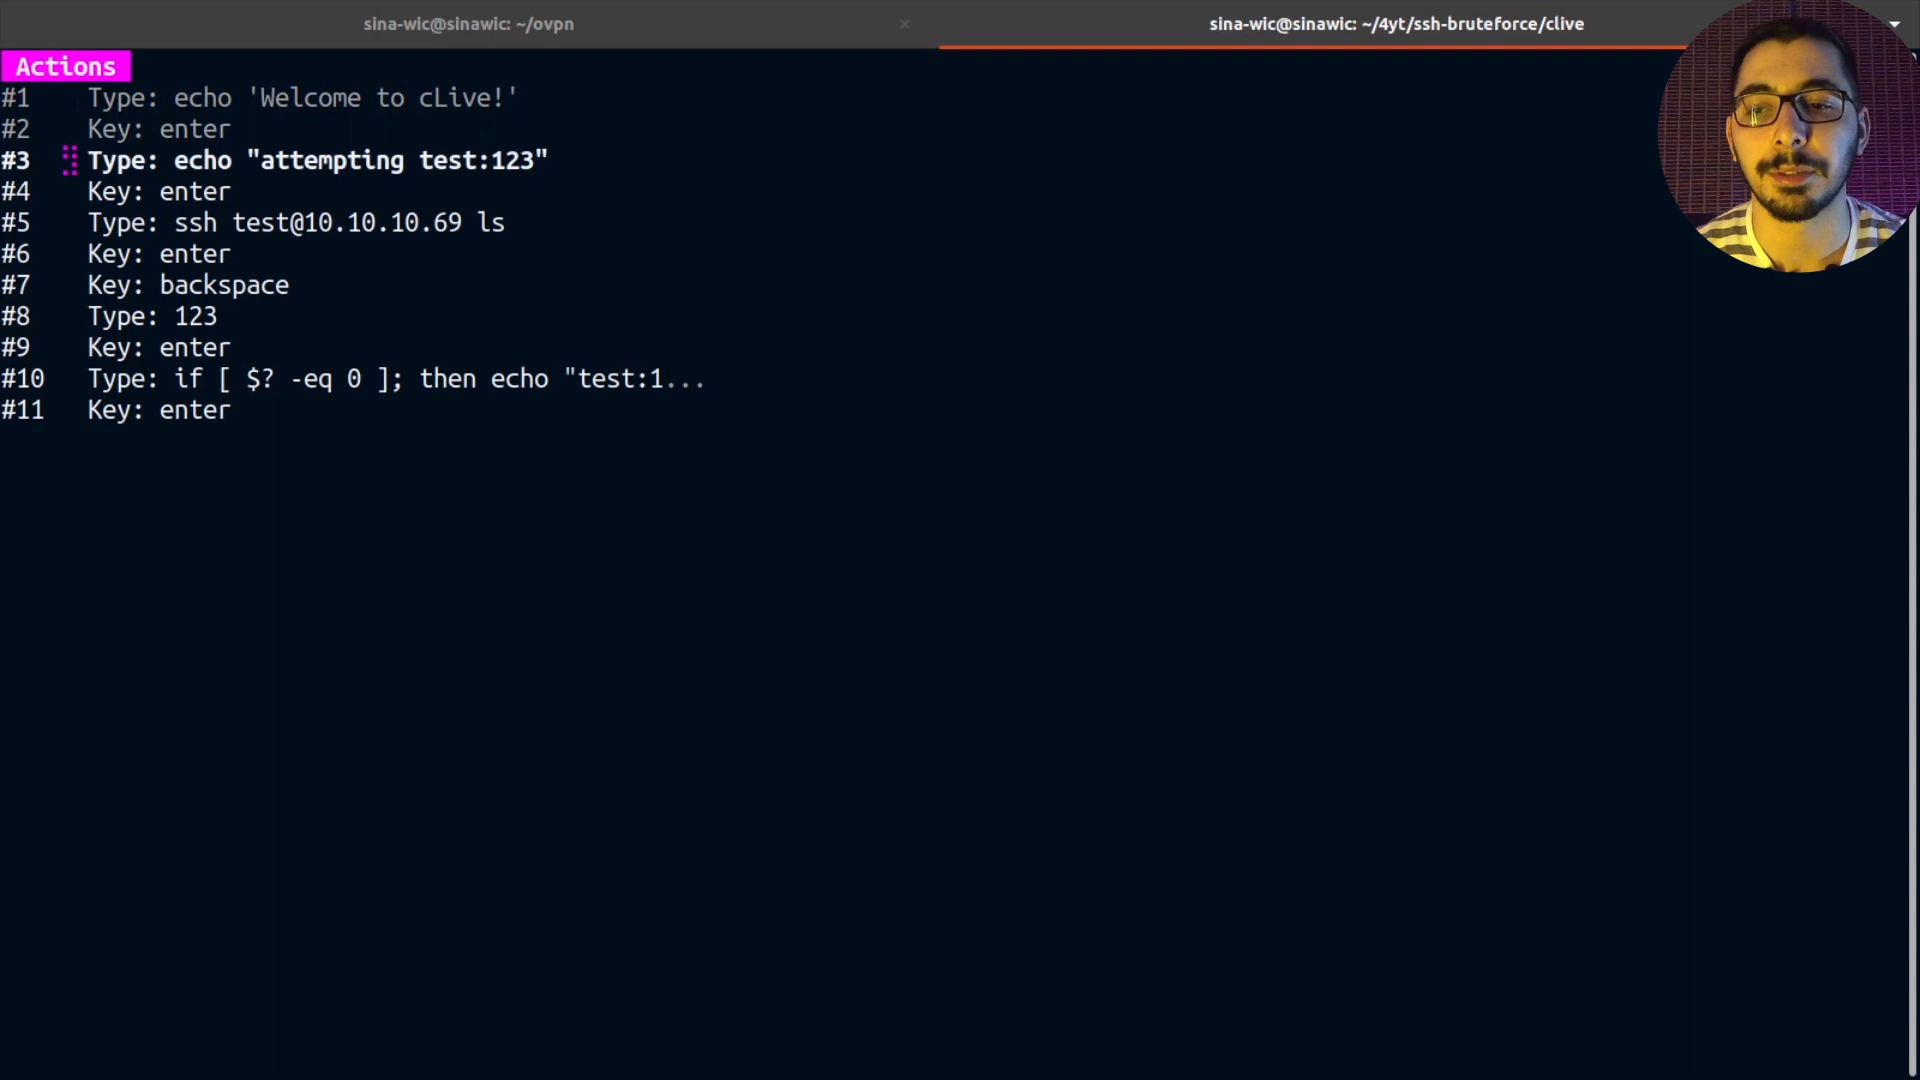 sina-wic@sinawic: ~/ovpn
sina-wic@sinawic: ~/4yt/ssh-bruteforce/clive
Actions
#1 Type: echo 'Welcome to cLive!'
#2 Key: enter
#3 Type: echo "attempting test:123"
#4 Key: enter
#5 Type: ssh test@10.10.10.69 ls
#6 Key: enter
#7 Key: backspace
#8 Type: 123
#9 Key: enter
#10 Type: if [ $? -eq 0 ]; then echo "test:1...
#11 Key: enter